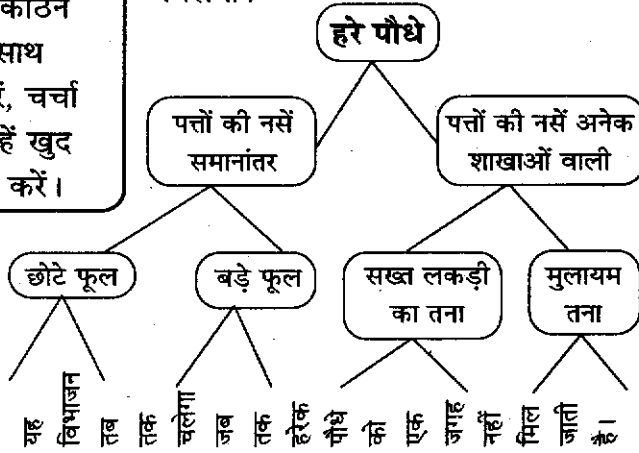 कठिन
साथ
चर्चा
खुद
करें।
हरे पौधे
पत्तों की नसें
समानांतर
पत्तों की नसें अनेक
शाखाओं वाली
छोटे फूल
बड़े फूल
सख्त लकड़ी
का तना
मुलायम
तना
यह विभाजन तब तक चलेगा जब तक हरेक पौधे को एक जगह नहीं मिल जाती है।